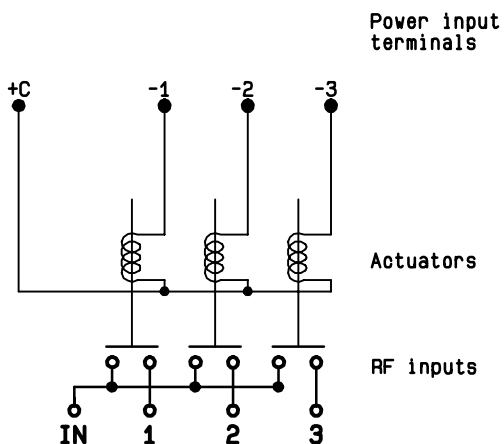 Power input
terminals
+C -1 -2 -3
Actuators
RF inputs
IN 1 2 3